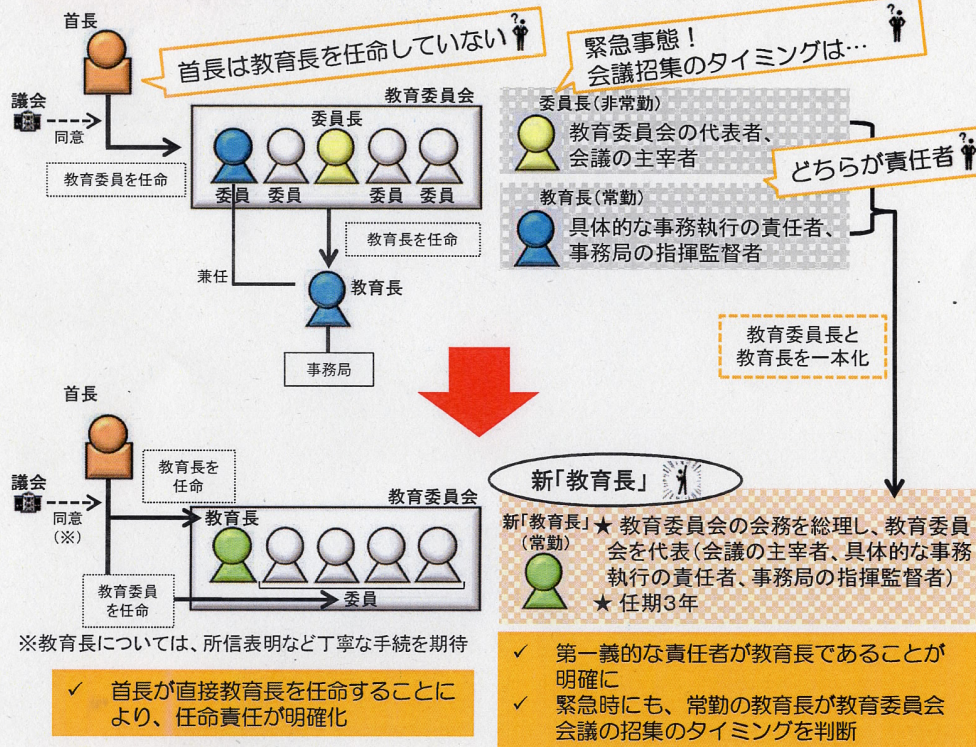 首長
首長は教育長を任命していない
緊急事態!
会議招集のタイミングは…
議会
同意
教育委員会
委員長
委員 委員 委員 委員
教育委員を任命
教育長を任命
兼任
教育長
事務局
委員長(非常勤)
教育委員会の代表者、
会議の主宰者
どちらが責任者
教育長(常勤)
具体的な事務執行の責任者、
事務局の指揮監督者
教育委員長と
教育長を一本化
首長
議会
同意
(※)
教育長を
任命
教育委員会
教育長
委員
教育委員
を任命
※教育長については、所信表明など丁寧な手続を期待
✓ 首長が直接教育長を任命することに
より、任命責任が明確化
新「教育長」
新「教育長」
(常勤)
★ 教育委員会の会務を総理し、教育委員
会を代表(会議の主宰者、具体的な事務
執行の責任者、事務局の指揮監督者)
★ 任期3年
✓ 第一義的な責任者が教育長であることが
明確に
✓ 緊急時にも、常勤の教育長が教育委員会
会議の招集のタイミングを判断